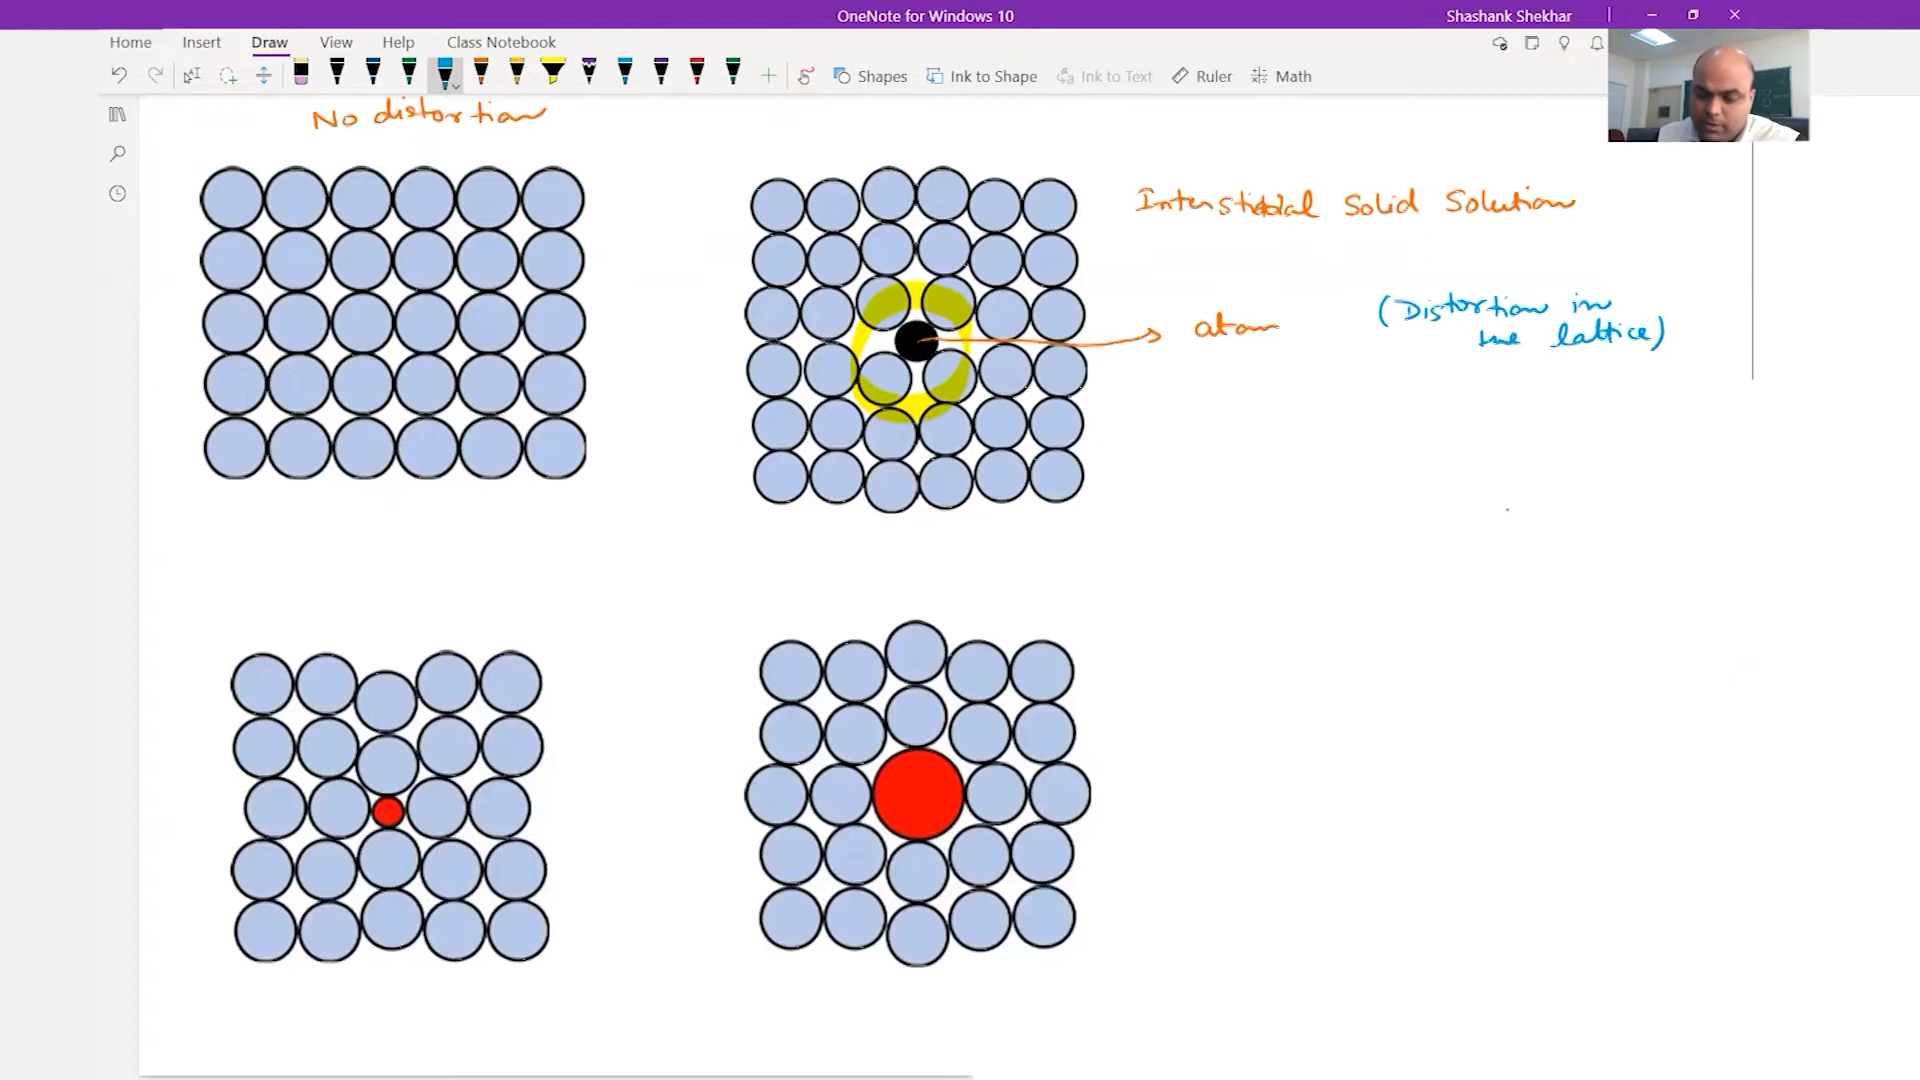 OneNote for Windows 10
Shashank Shekhar
Home Insert Draw View Help Class Notebook
Shapes Ink to Shape Ink to Text Ruler Math
No distortion
Interstitial Solid Solution
atom
(Distortion in
the lattice)